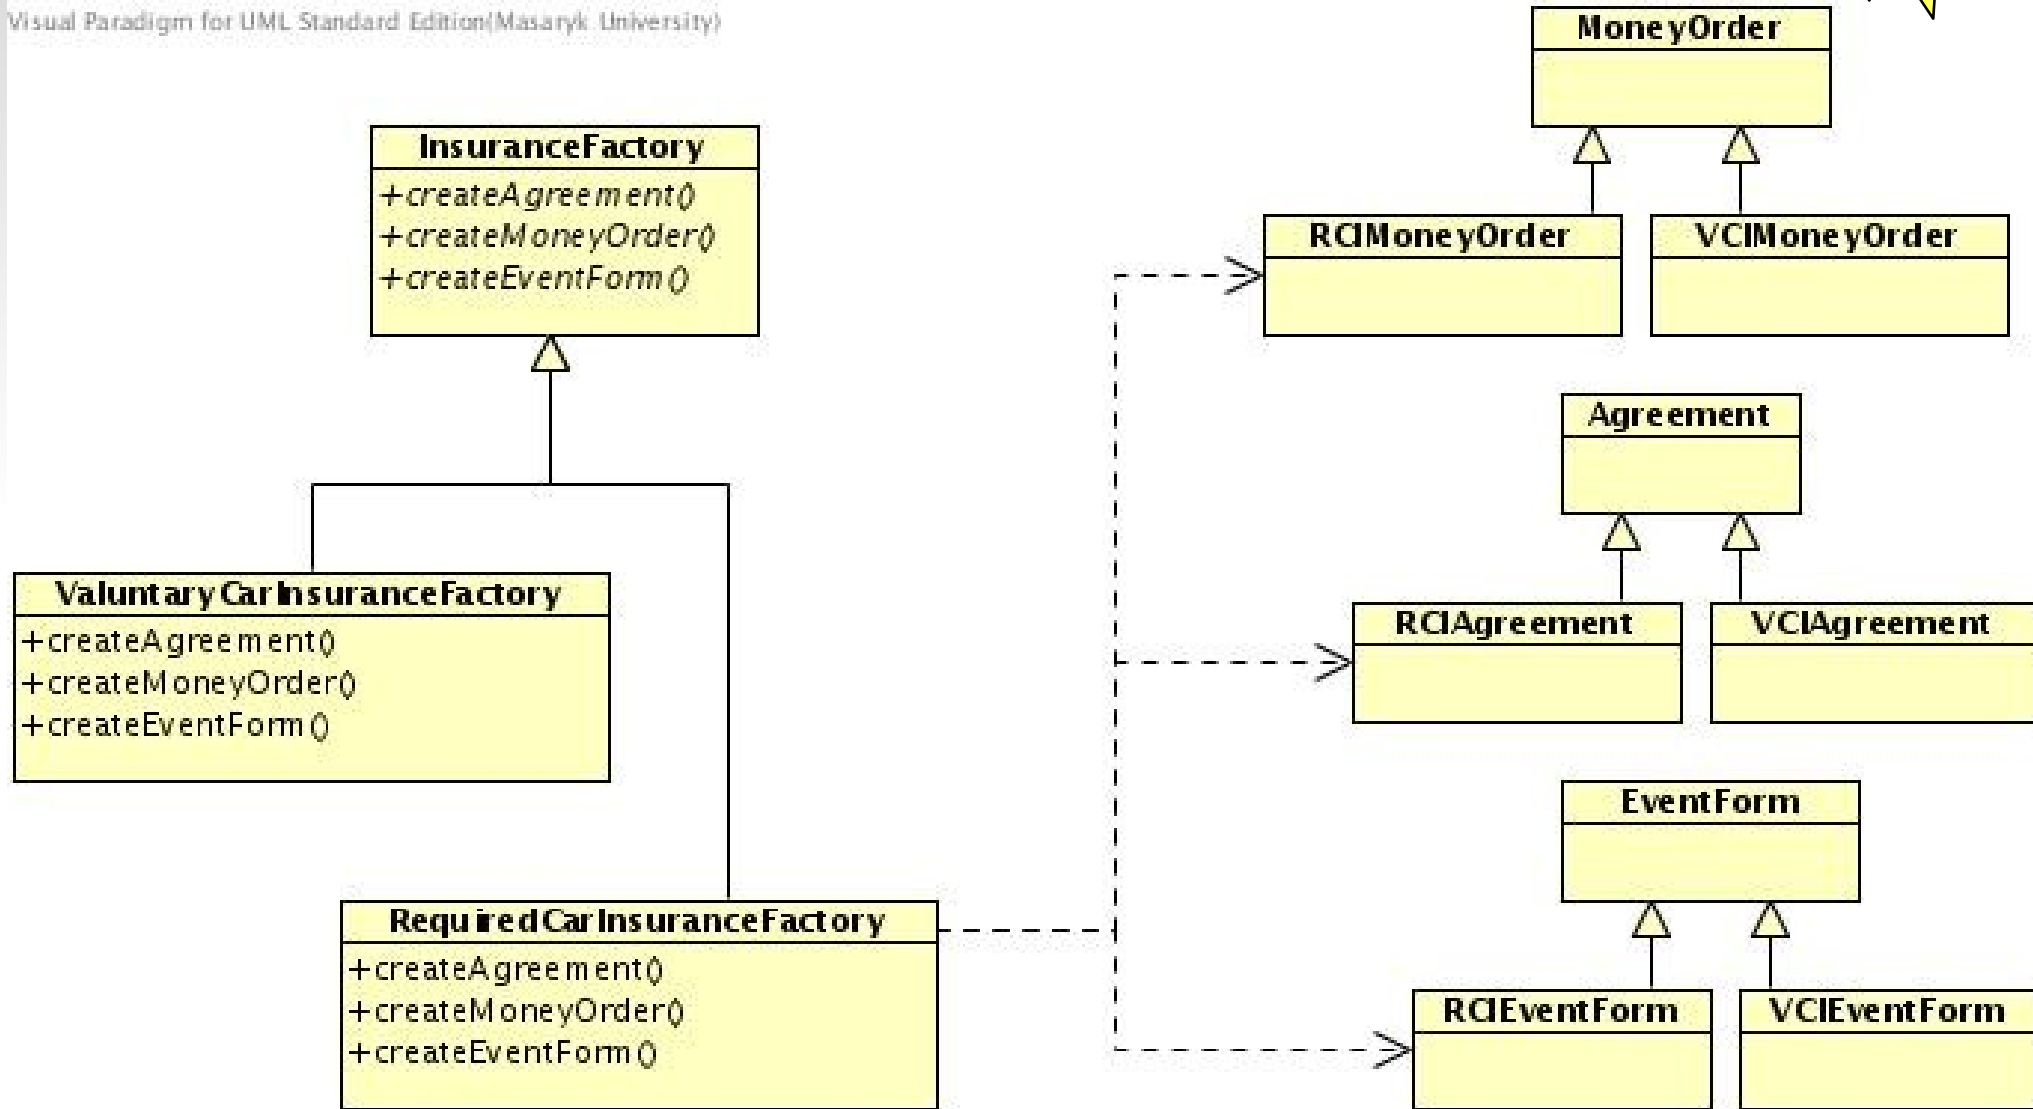 Visual Paradigm for UML Standard Edition(Masaryk University)
MoneyOrder
InsuranceFactory
+createAgreement()
+createMoneyOrder()
+createEventForm()
RCIMoneyOrder
VCIMoneyOrder
Agreement
ValuntaryCarInsuranceFactory
+createAgreement()
+createMoneyOrder()
+createEventForm()
RCIAgreement
VCIAgreement
EventForm
RequiredCarInsuranceFactory
+createAgreement()
+createMoneyOrder()
+createEventForm()
RCIEventForm
VCIEventForm